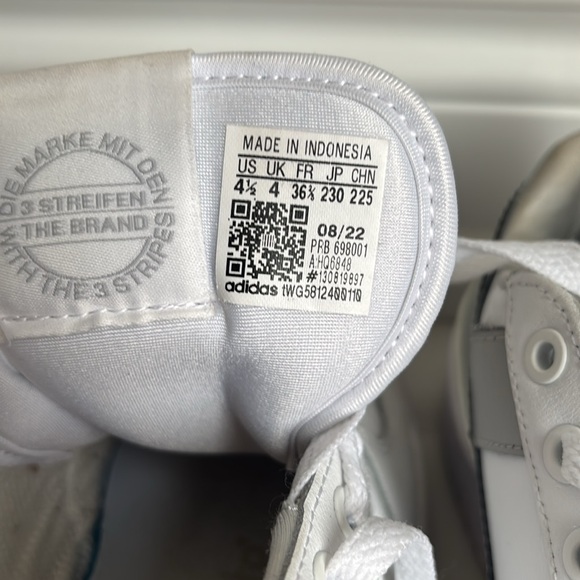 DIE MARKE MIT DEN
3 STREIFEN
THE BRAND
WITH THE 3 STRIPES
MADE IN INDONESIA
US UK FR JP CHN
4½ 4 36⅔ 230 225
08/22
PRB 698001
A:HQ6848
#130819897
adidas tWG5812400110